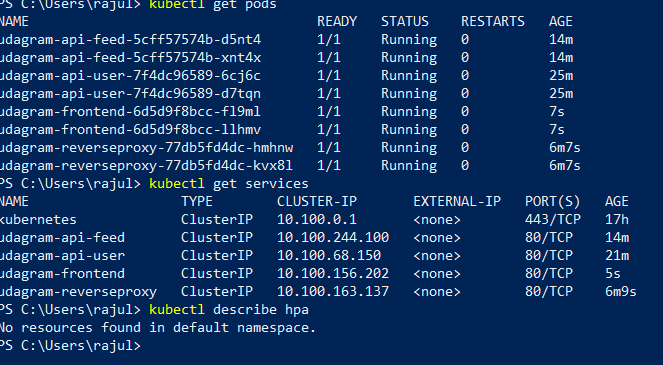 PS C:\Users\rajul> kubectl get pods
NAME READY STATUS RESTARTS AGE
udagram-api-feed-5cff57574b-d5nt4 1/1 Running 0 14m
udagram-api-feed-5cff57574b-xnt4x 1/1 Running 0 14m
udagram-api-user-7f4dc96589-6cj6c 1/1 Running 0 25m
udagram-api-user-7f4dc96589-d7tqn 1/1 Running 0 25m
udagram-frontend-6d5d9f8bcc-fl9ml 1/1 Running 0 7s
udagram-frontend-6d5d9f8bcc-llhmv 1/1 Running 0 7s
udagram-reverseproxy-77db5fd4dc-hmhnw 1/1 Running 0 6m7s
udagram-reverseproxy-77db5fd4dc-kvx8l 1/1 Running 0 6m7s
PS C:\Users\rajul> kubectl get services
NAME TYPE CLUSTER-IP EXTERNAL-IP PORT(S) AGE
kubernetes ClusterIP 10.100.0.1 <none> 443/TCP 17h
udagram-api-feed ClusterIP 10.100.244.100 <none> 80/TCP 14m
udagram-api-user ClusterIP 10.100.68.150 <none> 80/TCP 21m
udagram-frontend ClusterIP 10.100.156.202 <none> 80/TCP 5s
udagram-reverseproxy ClusterIP 10.100.163.137 <none> 80/TCP 6m9s
PS C:\Users\rajul> kubectl describe hpa
No resources found in default namespace.
PS C:\Users\rajul>